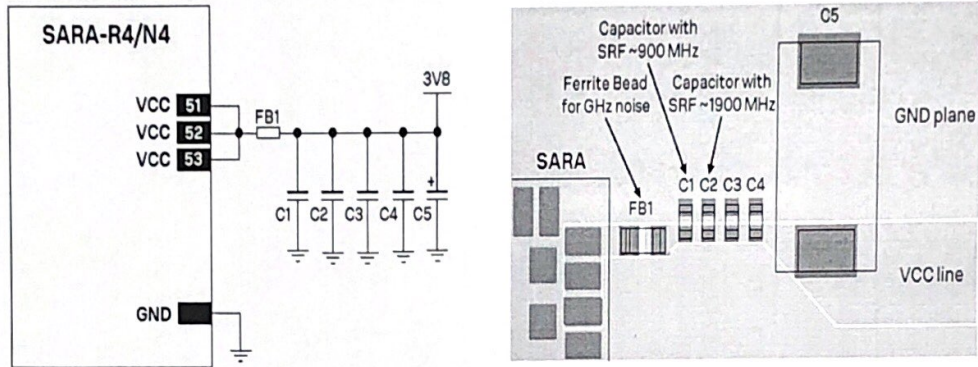 SARA-R4/N4
3V8
VCC 51
VCC 52
VCC 53
FB1
+
C1 C2 C3 C4 C5
GND
C5
Capacitor with
SRF ~900 MHz
Ferrite Bead
for GHz noise
Capacitor with
SRF ~1900 MHz
GND plane
SARA
C1 C2 C3 C4
FB1
VCC line